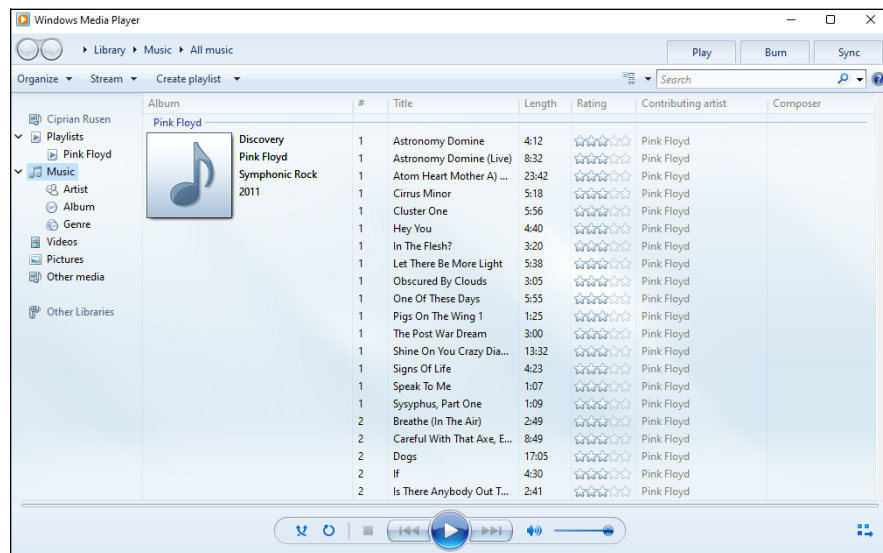 Windows Media Player
Library Music All music
Play Burn Sync
Organize Stream Create playlist Search
Album # Title Length Rating Contributing artist Composer
Ciprian Rusen
Playlists
Pink Floyd
Music
Artist
Album
Genre
Videos
Pictures
Other media
Other Libraries
Pink Floyd
Discovery
Pink Floyd
Symphonic Rock
2011
1 Astronomy Domine 4:12 Pink Floyd
1 Astronomy Domine (Live) 8:32 Pink Floyd
1 Atom Heart Mother A) ... 23:42 Pink Floyd
1 Cirrus Minor 5:18 Pink Floyd
1 Cluster One 5:56 Pink Floyd
1 Hey You 4:40 Pink Floyd
1 In The Flesh? 3:20 Pink Floyd
1 Let There Be More Light 5:38 Pink Floyd
1 Obscured By Clouds 3:05 Pink Floyd
1 One Of These Days 5:55 Pink Floyd
1 Pigs On The Wing 1 1:25 Pink Floyd
1 The Post War Dream 3:00 Pink Floyd
1 Shine On You Crazy Dia... 13:32 Pink Floyd
1 Signs Of Life 4:23 Pink Floyd
1 Speak To Me 1:07 Pink Floyd
1 Sysyphus, Part One 1:09 Pink Floyd
2 Breathe (In The Air) 2:49 Pink Floyd
2 Careful With That Axe, E... 8:49 Pink Floyd
2 Dogs 17:05 Pink Floyd
2 If 4:30 Pink Floyd
2 Is There Anybody Out T... 2:41 Pink Floyd